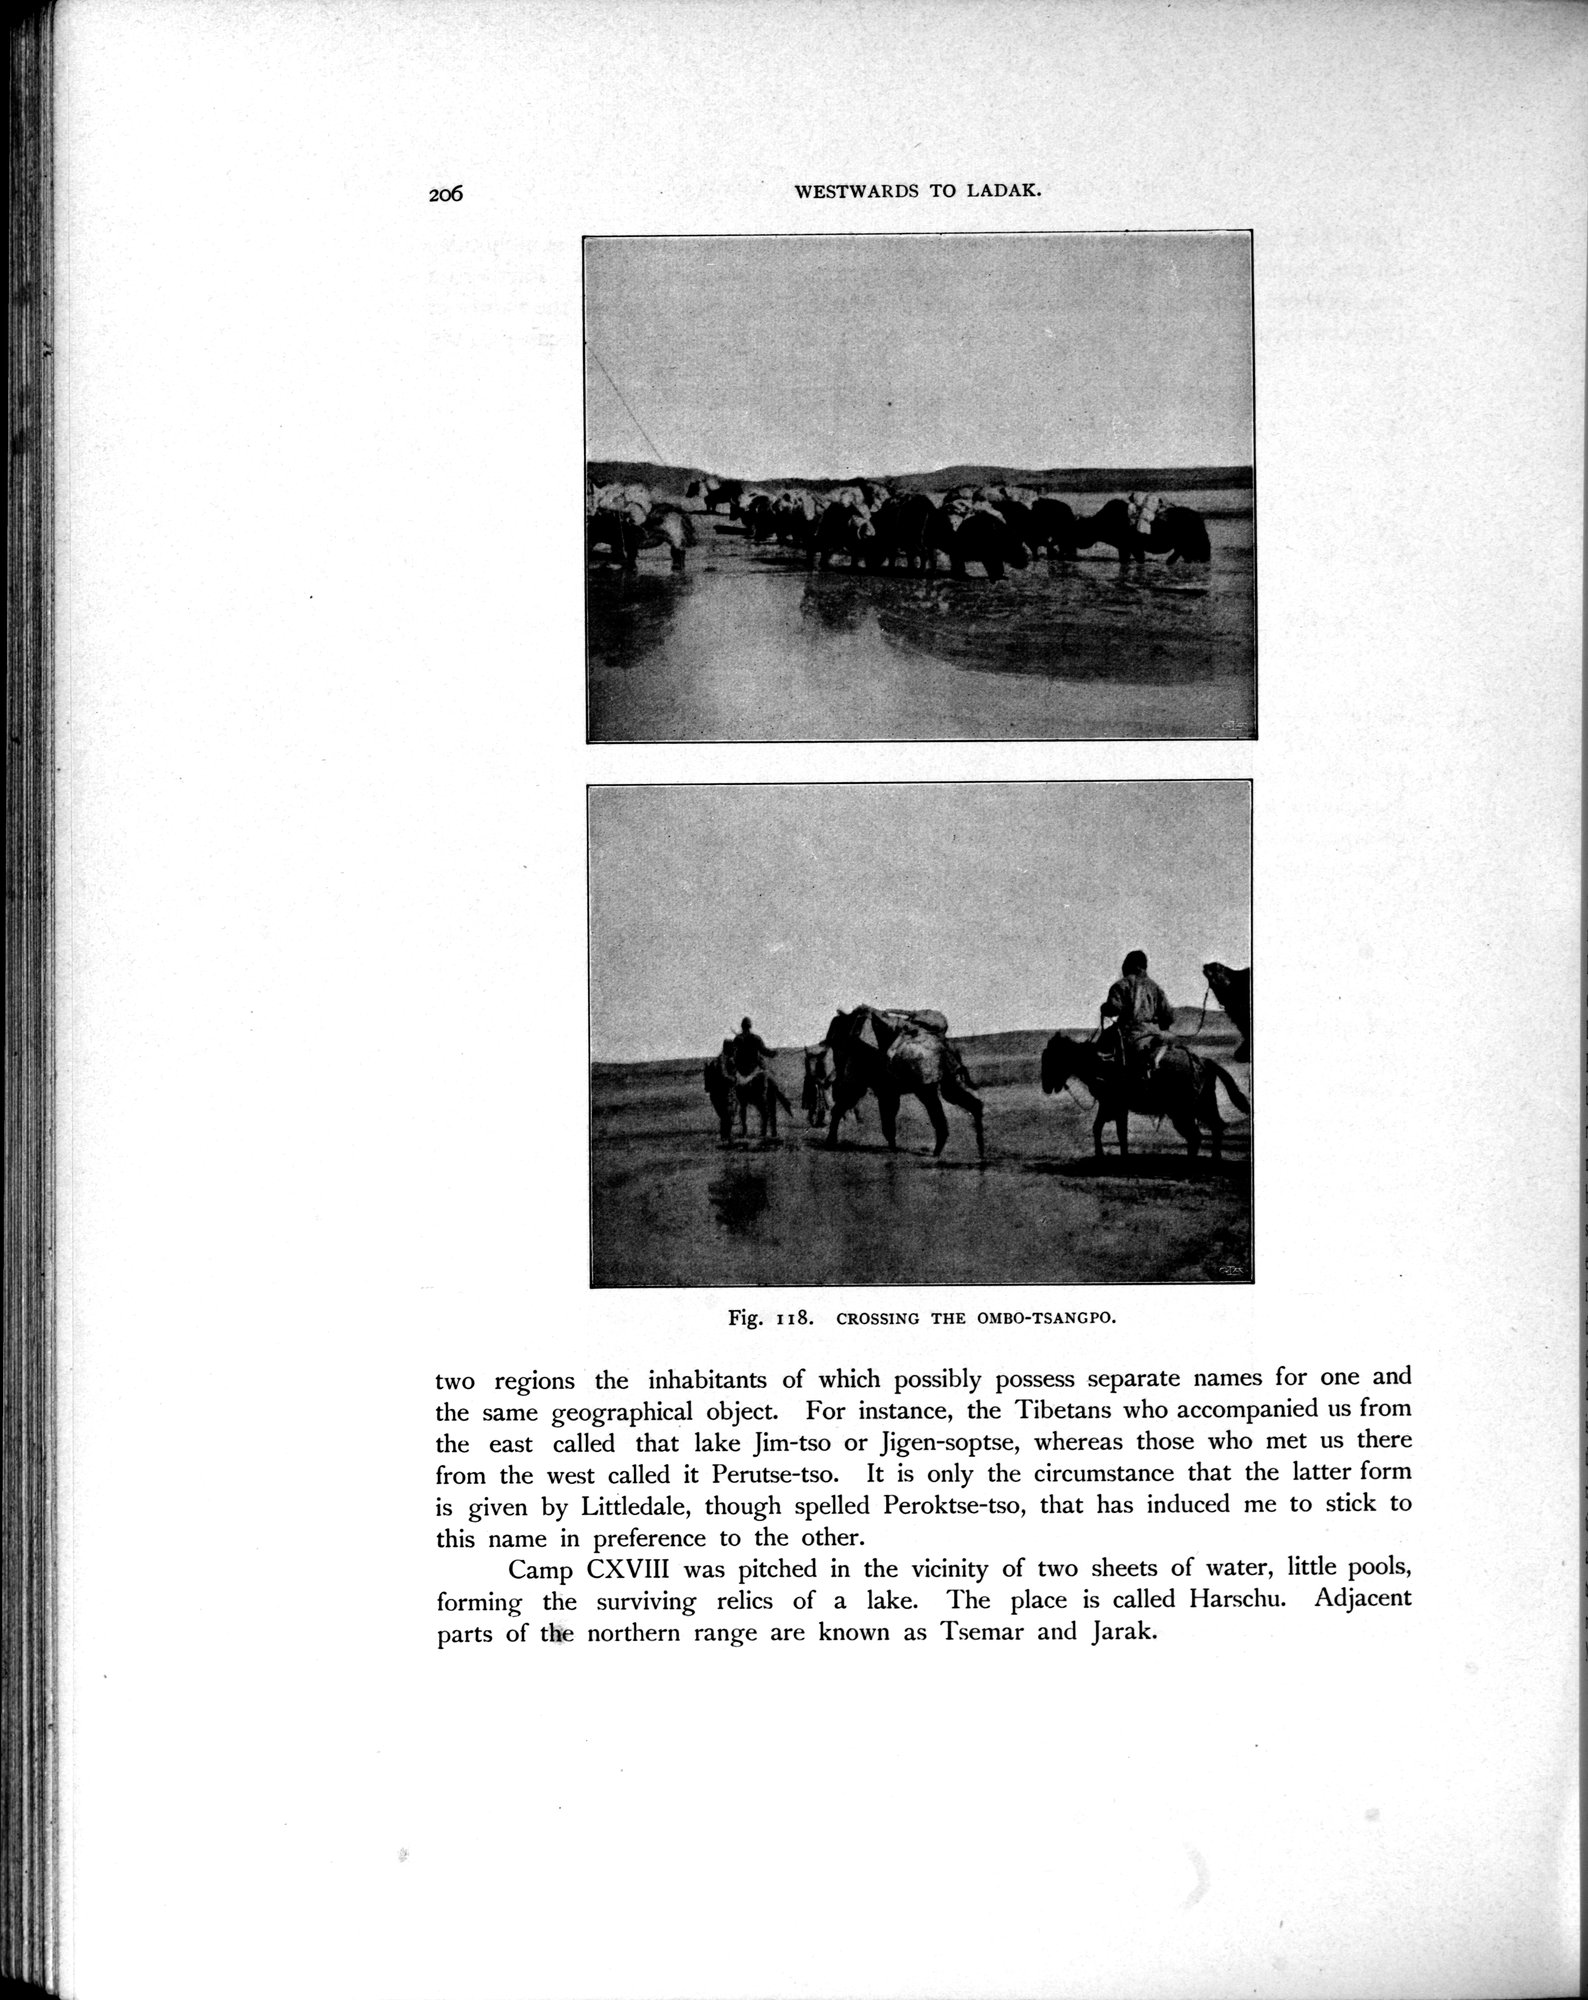 206
WESTWARDS TO LADAK.
Fig. 118. CROSSING THE OMBO-TSANGPO.
two regions the inhabitants of which possibly possess separate names for one and
the same geographical object. For instance, the Tibetans who accompanied us from
the east called that lake Jim-tso or Jigen-soptse, whereas those who met us there
from the west called it Perutse-tso. It is only the circumstance that the latter form
is given by Littledale, though spelled Peroktse-tso, that has induced me to stick to
this name in preference to the other.
Camp CXVIII was pitched in the vicinity of two sheets of water, little pools,
forming the surviving relics of a lake. The place is called Harschu. Adjacent
parts of the northern range are known as Tsemar and Jarak.